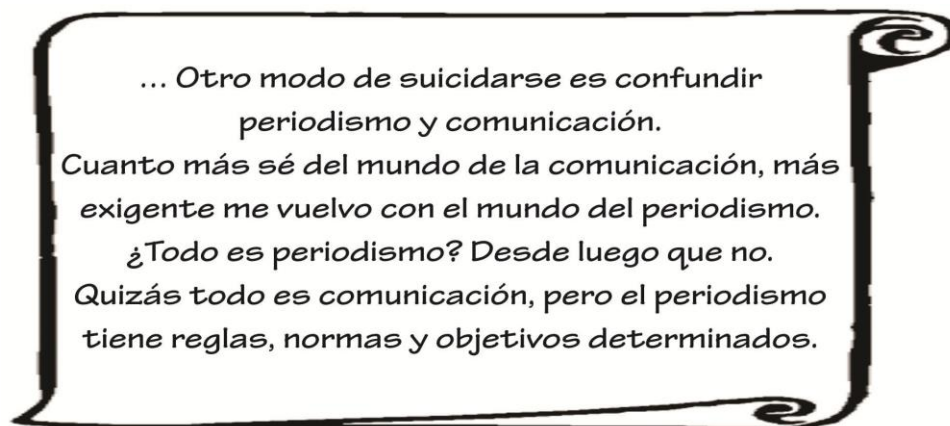 ... Otro modo de suicidarse es confundir
periodismo y comunicación.
Cuanto más sé del mundo de la comunicación, más
exigente me vuelvo con el mundo del periodismo.
¿Todo es periodismo? Desde luego que no.
Quizás todo es comunicación, pero el periodismo
tiene reglas, normas y objetivos determinados.